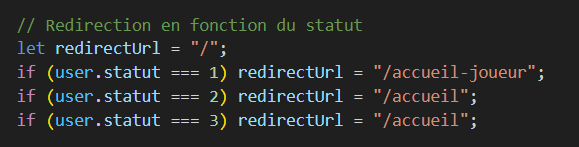 // Redirection en fonction du statut
let redirectUrl = "/";
if (user.statut === 1) redirectUrl = "/accueil-joueur";
if (user.statut === 2) redirectUrl = "/accueil";
if (user.statut === 3) redirectUrl = "/accueil";